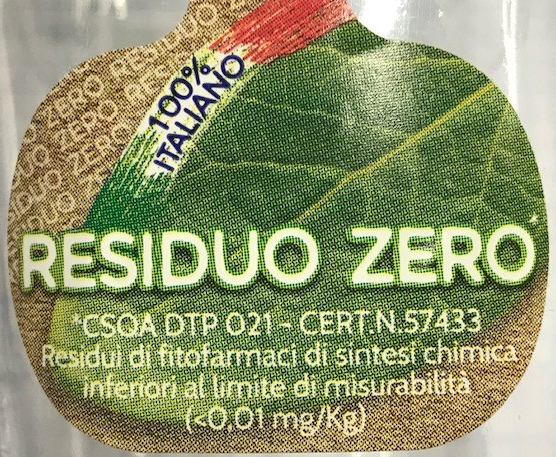 100%
ITALIANO
RESIDUO ZERO*
*CSQA DTP 021 - CERT.N.57433
Residui di fitofarmaci di sintesi chimica
inferiori al limite di misurabilità
(<0,01 mg/Kg)